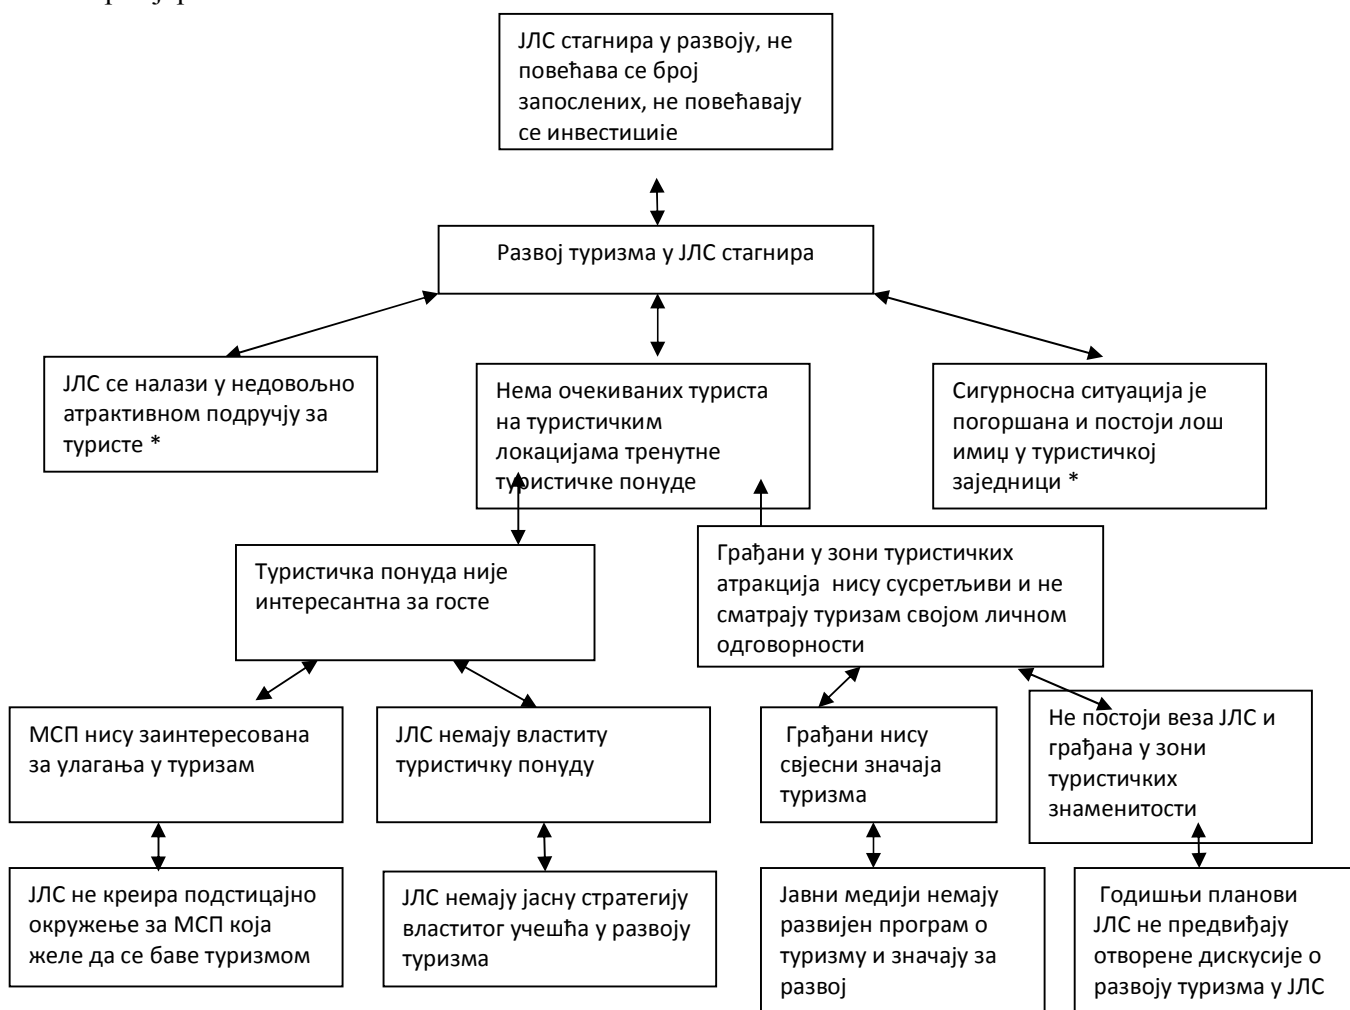 ЈЛС стагнира у развоју, не
повећава се број
запослених, не повећавају
се инвестиције
Развој туризма у ЈЛС стагнира
ЈЛС се налази у недовољно
атрактивном подручју за
туристе *
Нема очекиваних туриста
на туристичким
локацијама тренутне
туристичке понуде
Сигурносна ситуација је
погоршана и постоји лош
имиџ у туристичкој
заједници *
Туристичка понуда није
интересантна за госте
Грађани у зони туристичких
атракција нису сусретљиви и не
сматрају туризам својом личном
одговорности
МСП нису заинтересована
за улагања у туризам
ЈЛС немају властиту
туристичку понуду
Грађани нису
свјесни значаја
туризма
Не постоји веза ЈЛС и
грађана у зони
туристичких
знаменитости
ЈЛС не креира подстицајно
окружење за МСП која
желе да се баве туризмом
ЈЛС немају јасну стратегију
властитог учешћа у развоју
туризма
Јавни медији немају
развијен програм о
туризму и значају за
развој
Годишњи планови
ЈЛС не предвиђају
отворене дискусије о
развоју туризма у ЈЛС